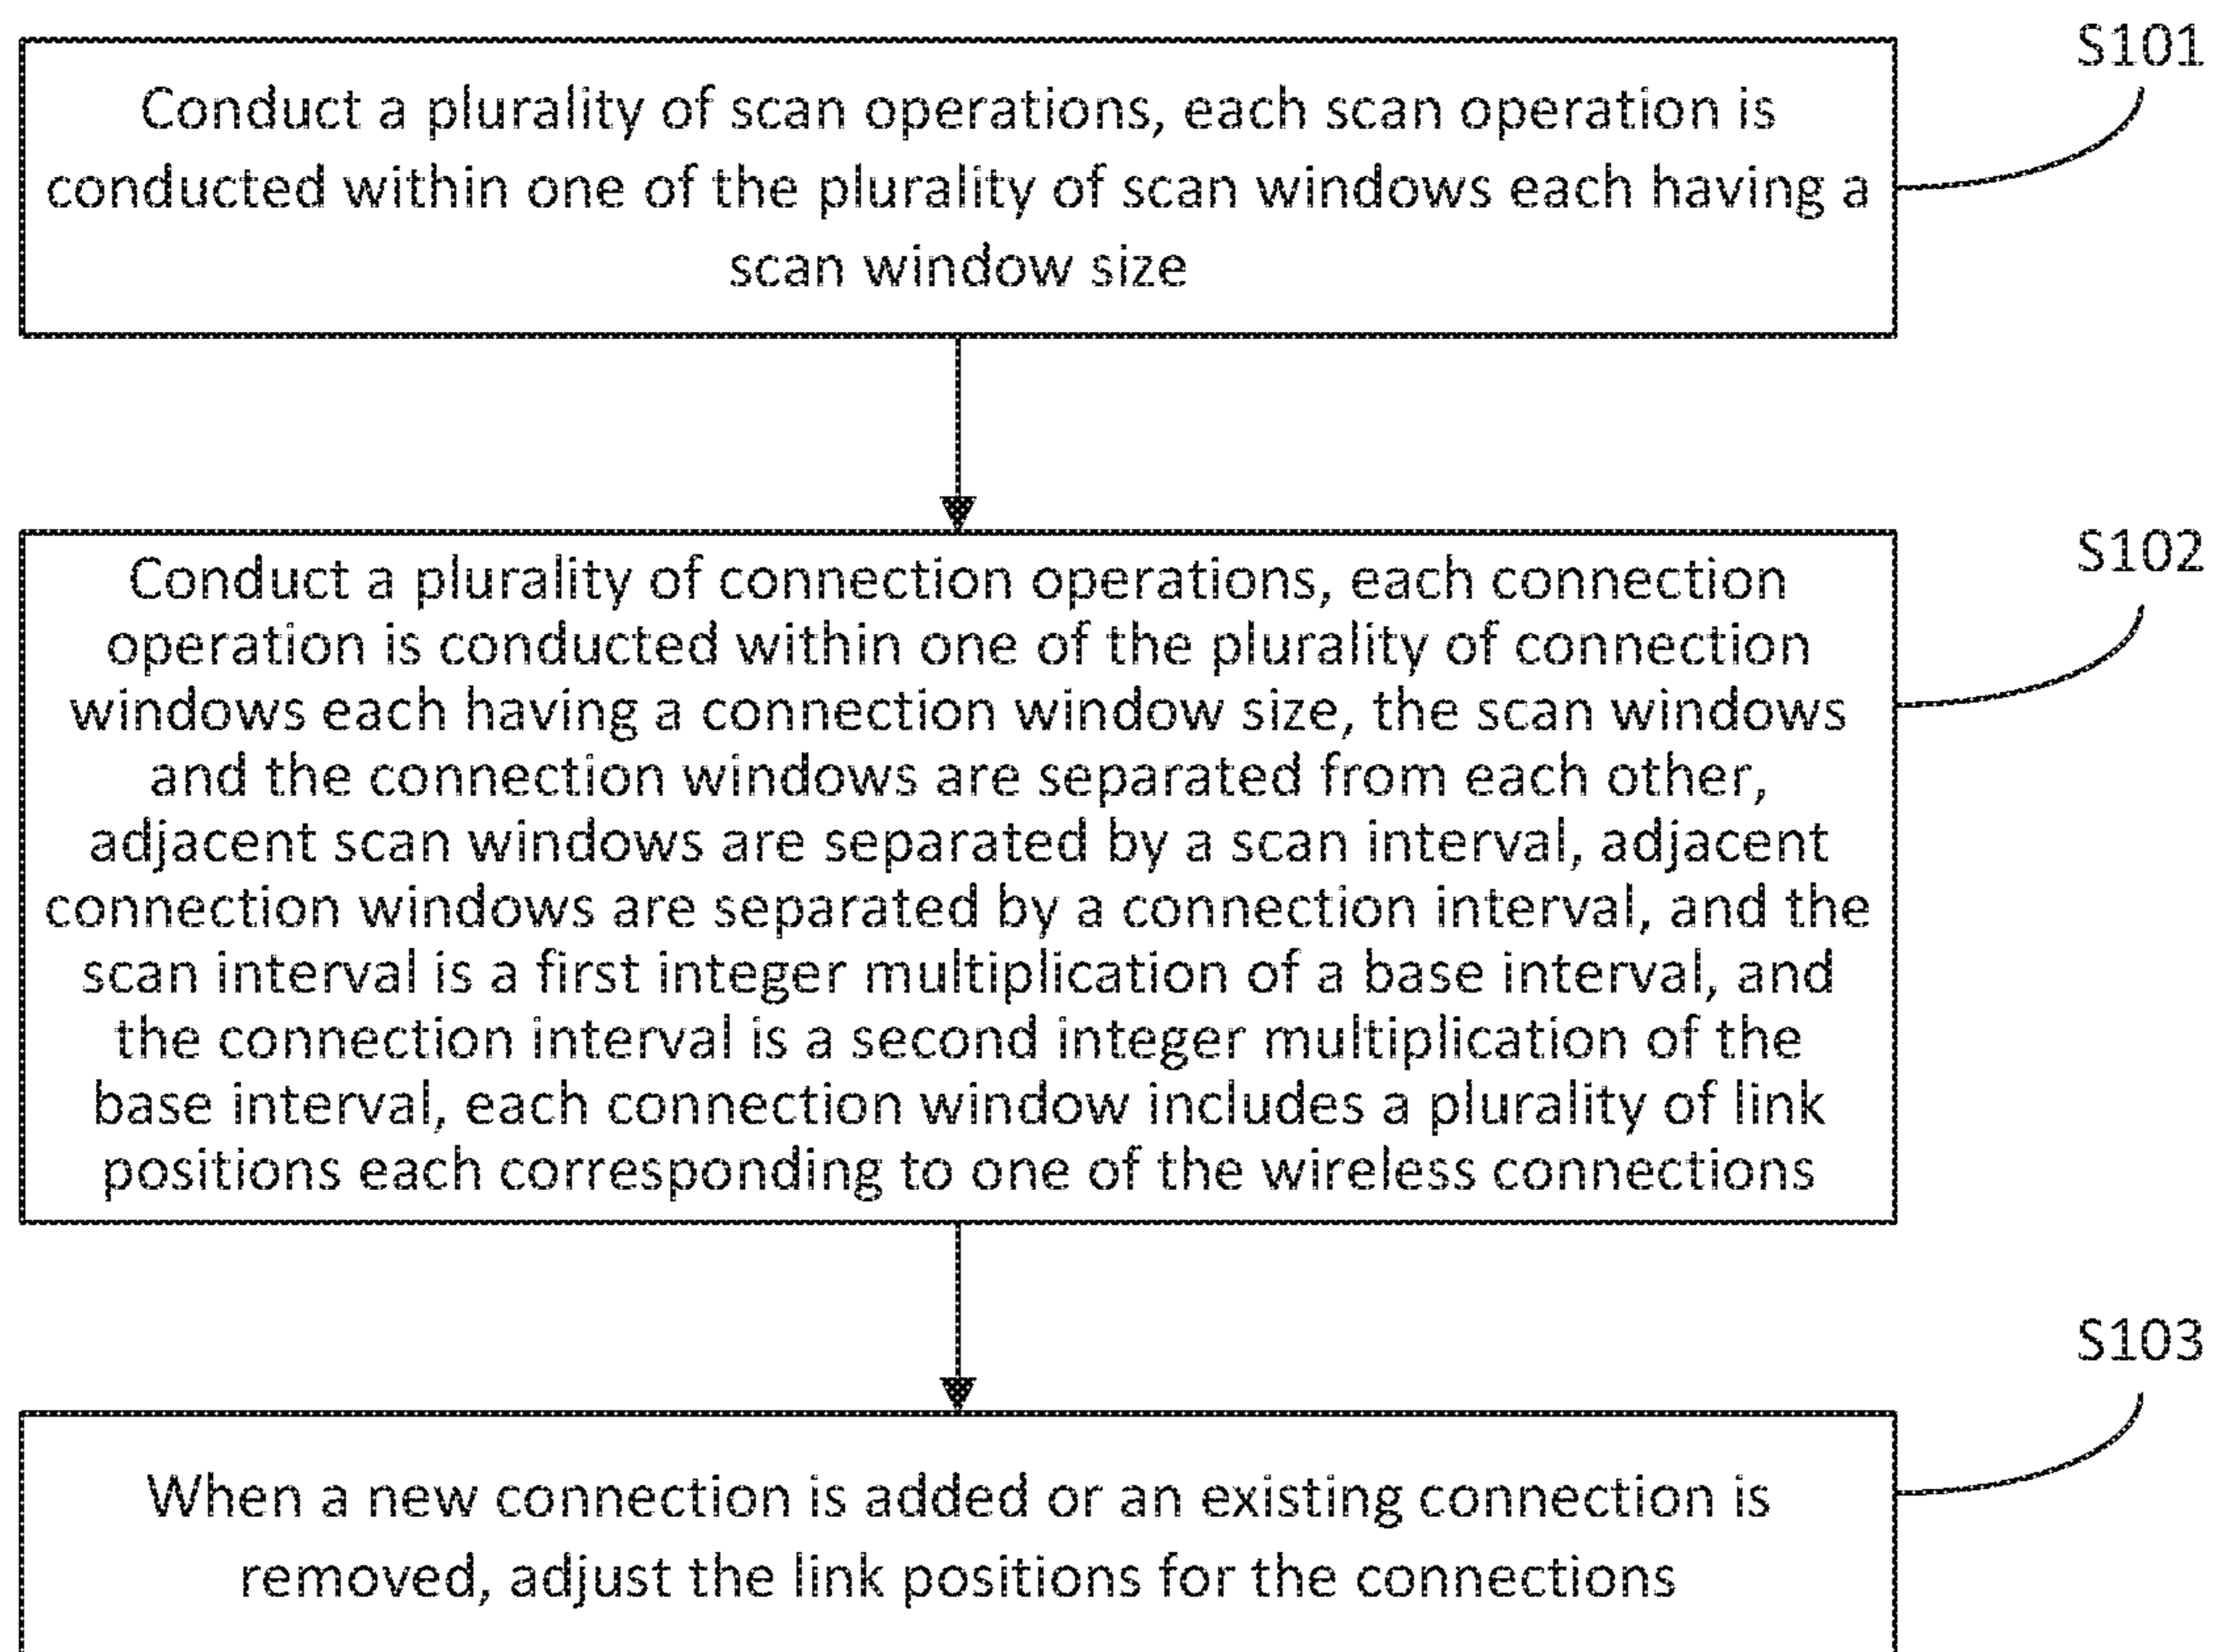 S101
Conduct a plurality of scan operations, each scan operation is
conducted within one of the plurality of scan windows each having a
scan window size
S102
Conduct a plurality of connection operations, each connection
operation is conducted within one of the plurality of connection
windows each having a connection window size, the scan windows
and the connection windows are separated from each other,
adjacent scan windows are separated by a scan interval, adjacent
connection windows are separated by a connection interval, and the
scan interval is a first integer multiplication of a base interval, and
the connection interval is a second integer multiplication of the
base interval, each connection window includes a plurality of link
positions each corresponding to one of the wireless connections
S103
When a new connection is added or an existing connection is
removed, adjust the link positions for the connections